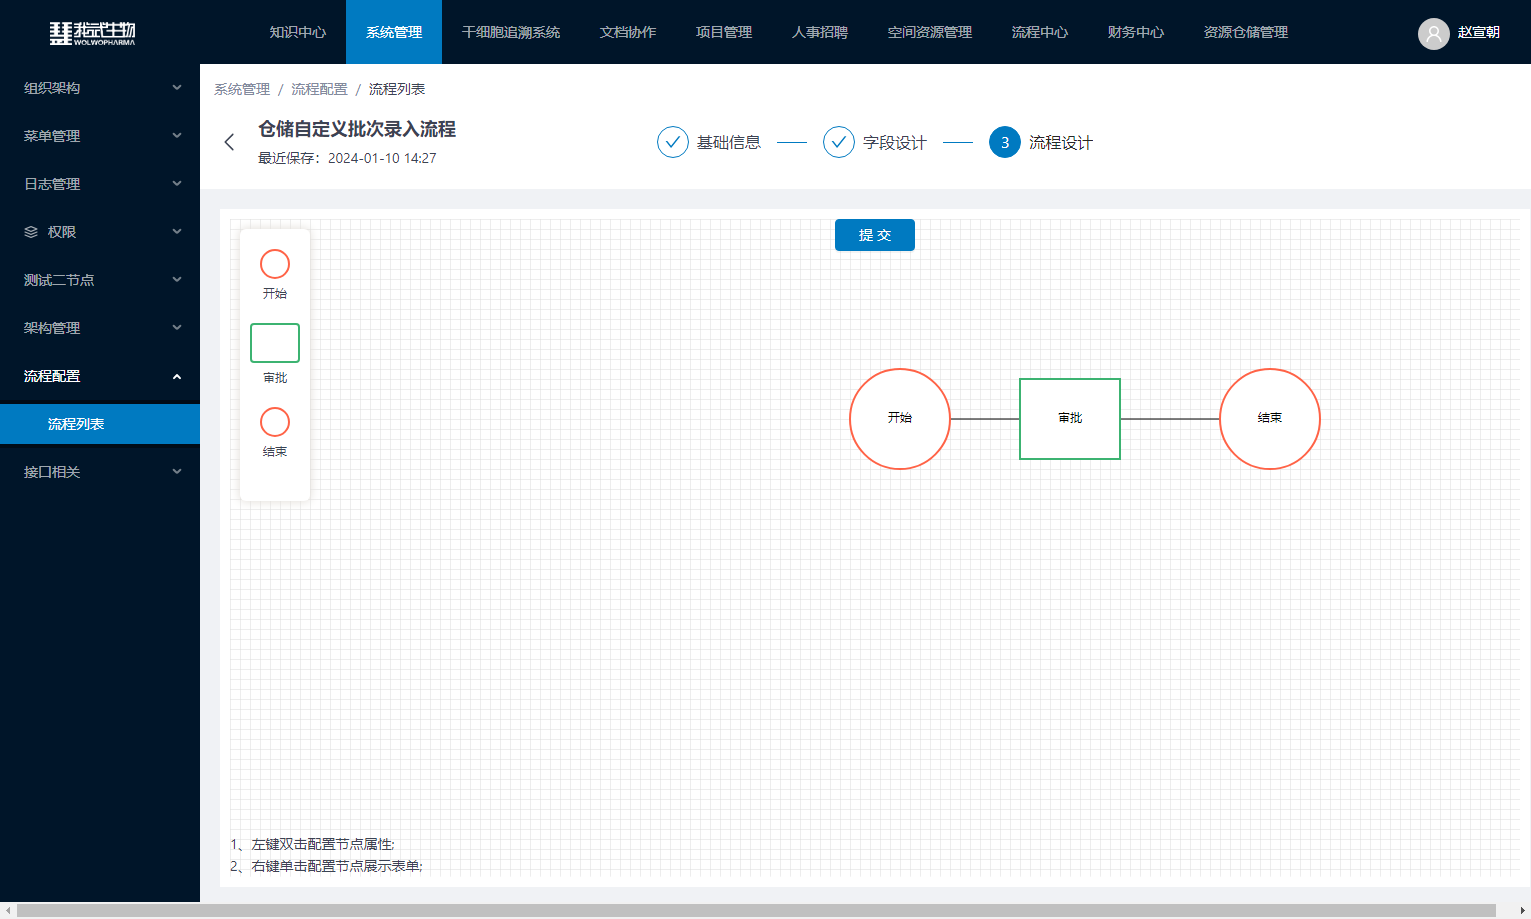 我武生物
WOLWOPHARMA
知识中心
系统管理
干细胞追溯系统
文档协作
项目管理
人事招聘
空间资源管理
流程中心
财务中心
资源仓储管理
赵宣朝
组织架构
菜单管理
日志管理
权限
测试二节点
架构管理
流程配置
流程列表
接口相关
系统管理 / 流程配置 / 流程列表
仓储自定义批次录入流程
最近保存：2024-01-10 14:27
基础信息
字段设计
3 流程设计
提 交
开始
审批
结束
开始
审批
结束
1、左键双击配置节点属性;
2、右键单击配置节点展示表单;